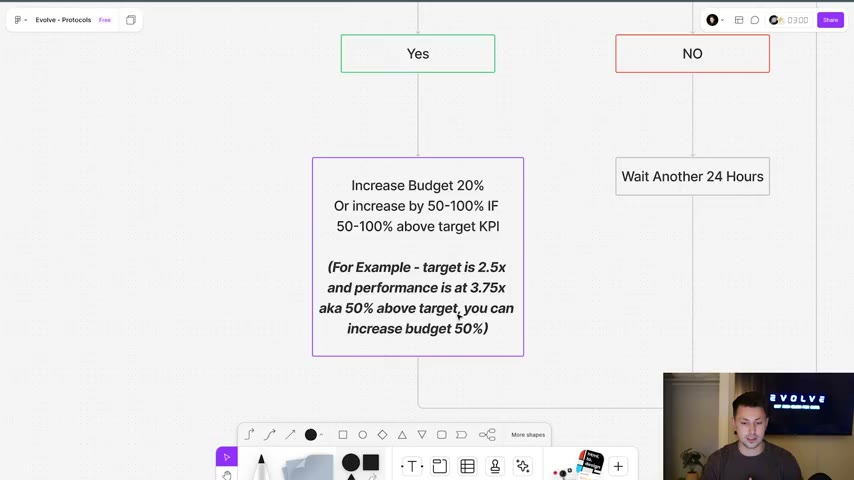 Evolve - Protocols
Free
03:00
Share
Yes
NO
Increase Budget 20%
Or increase by 50-100% IF
50-100% above target KPI
(For Example - target is 2.5x
and performance is at 3.75x
aka 50% above target, you can
increase budget 50%)
Wait Another 24 Hours
More shapes
EVOLVE